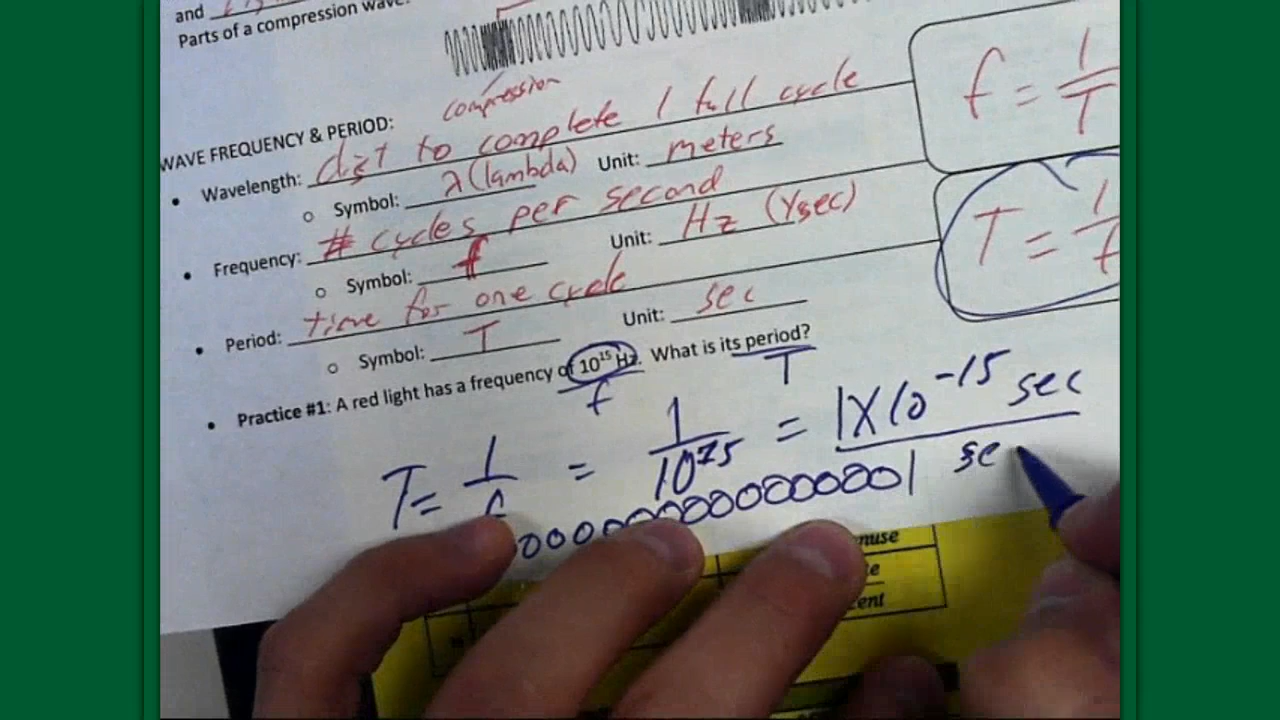 and
Parts of a compression wave:
compression
WAVE FREQUENCY & PERIOD:
• Wavelength: dist to complete 1 full cycle
o Symbol: λ (lambda) Unit: meters
• Frequency: # cycles per second
o Symbol: f Unit: Hz (1/sec)
• Period: time for one cycle
o Symbol: T Unit: sec
f = 1/T
T = 1/f
• Practice #1: A red light has a frequency of 10¹⁵ Hz. What is its period?
f T
T = 1/f = 1/10¹⁵ = 1X10⁻¹⁵ sec
000000000000001 se